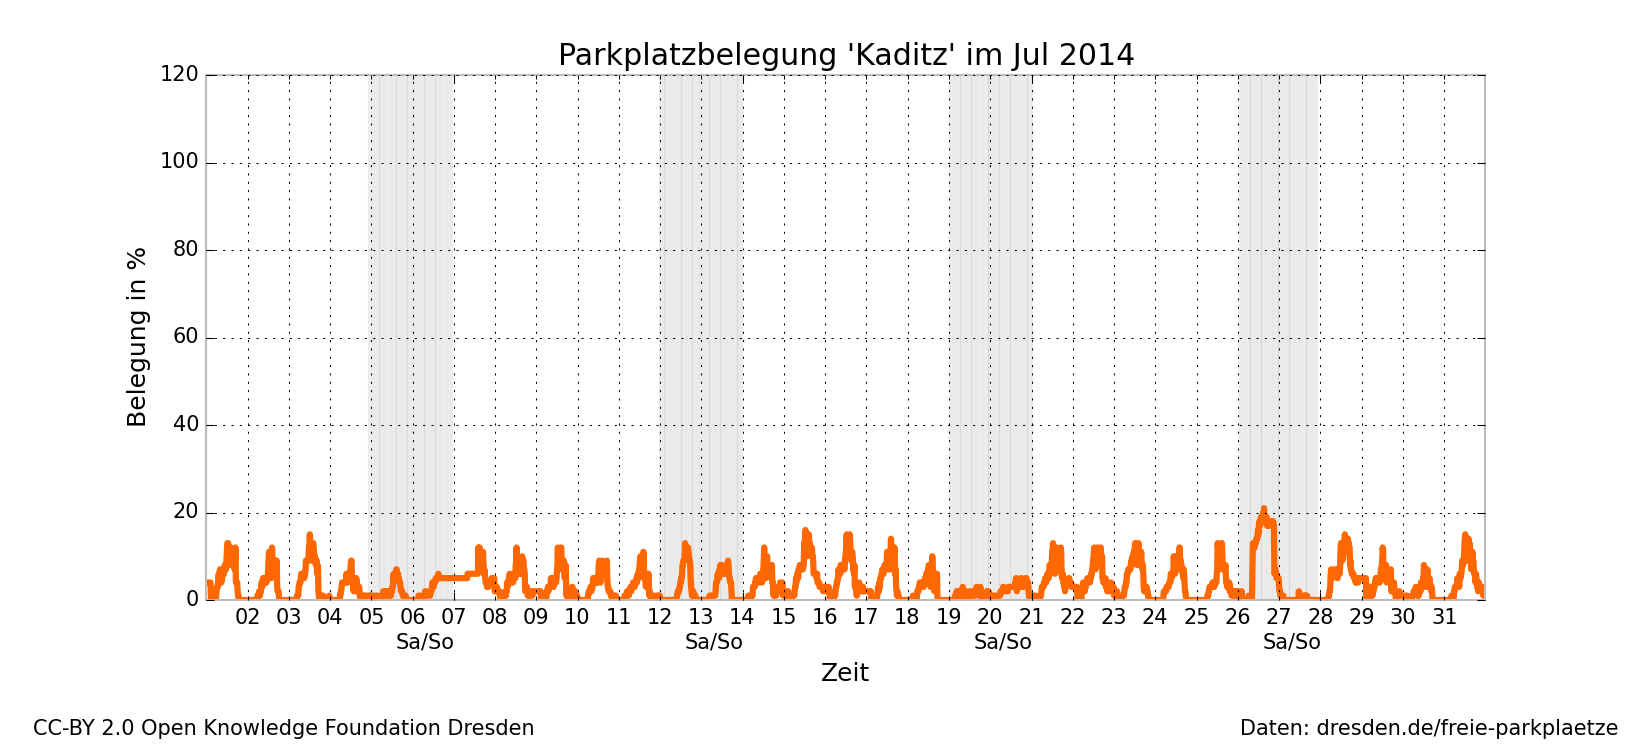 Parkplatzbelegung 'Kaditz' im Jul 2014
120
100
80
60
40
20
0
Belegung in %
02 03 04 05 06 07 08 09 10 11 12 13 14 15 16 17 18 19 20 21 22 23 24 25 26 27 28 29 30 31
Sa/So Sa/So Sa/So Sa/So
Zeit
CC-BY 2.0 Open Knowledge Foundation Dresden
Daten: dresden.de/freie-parkplaetze